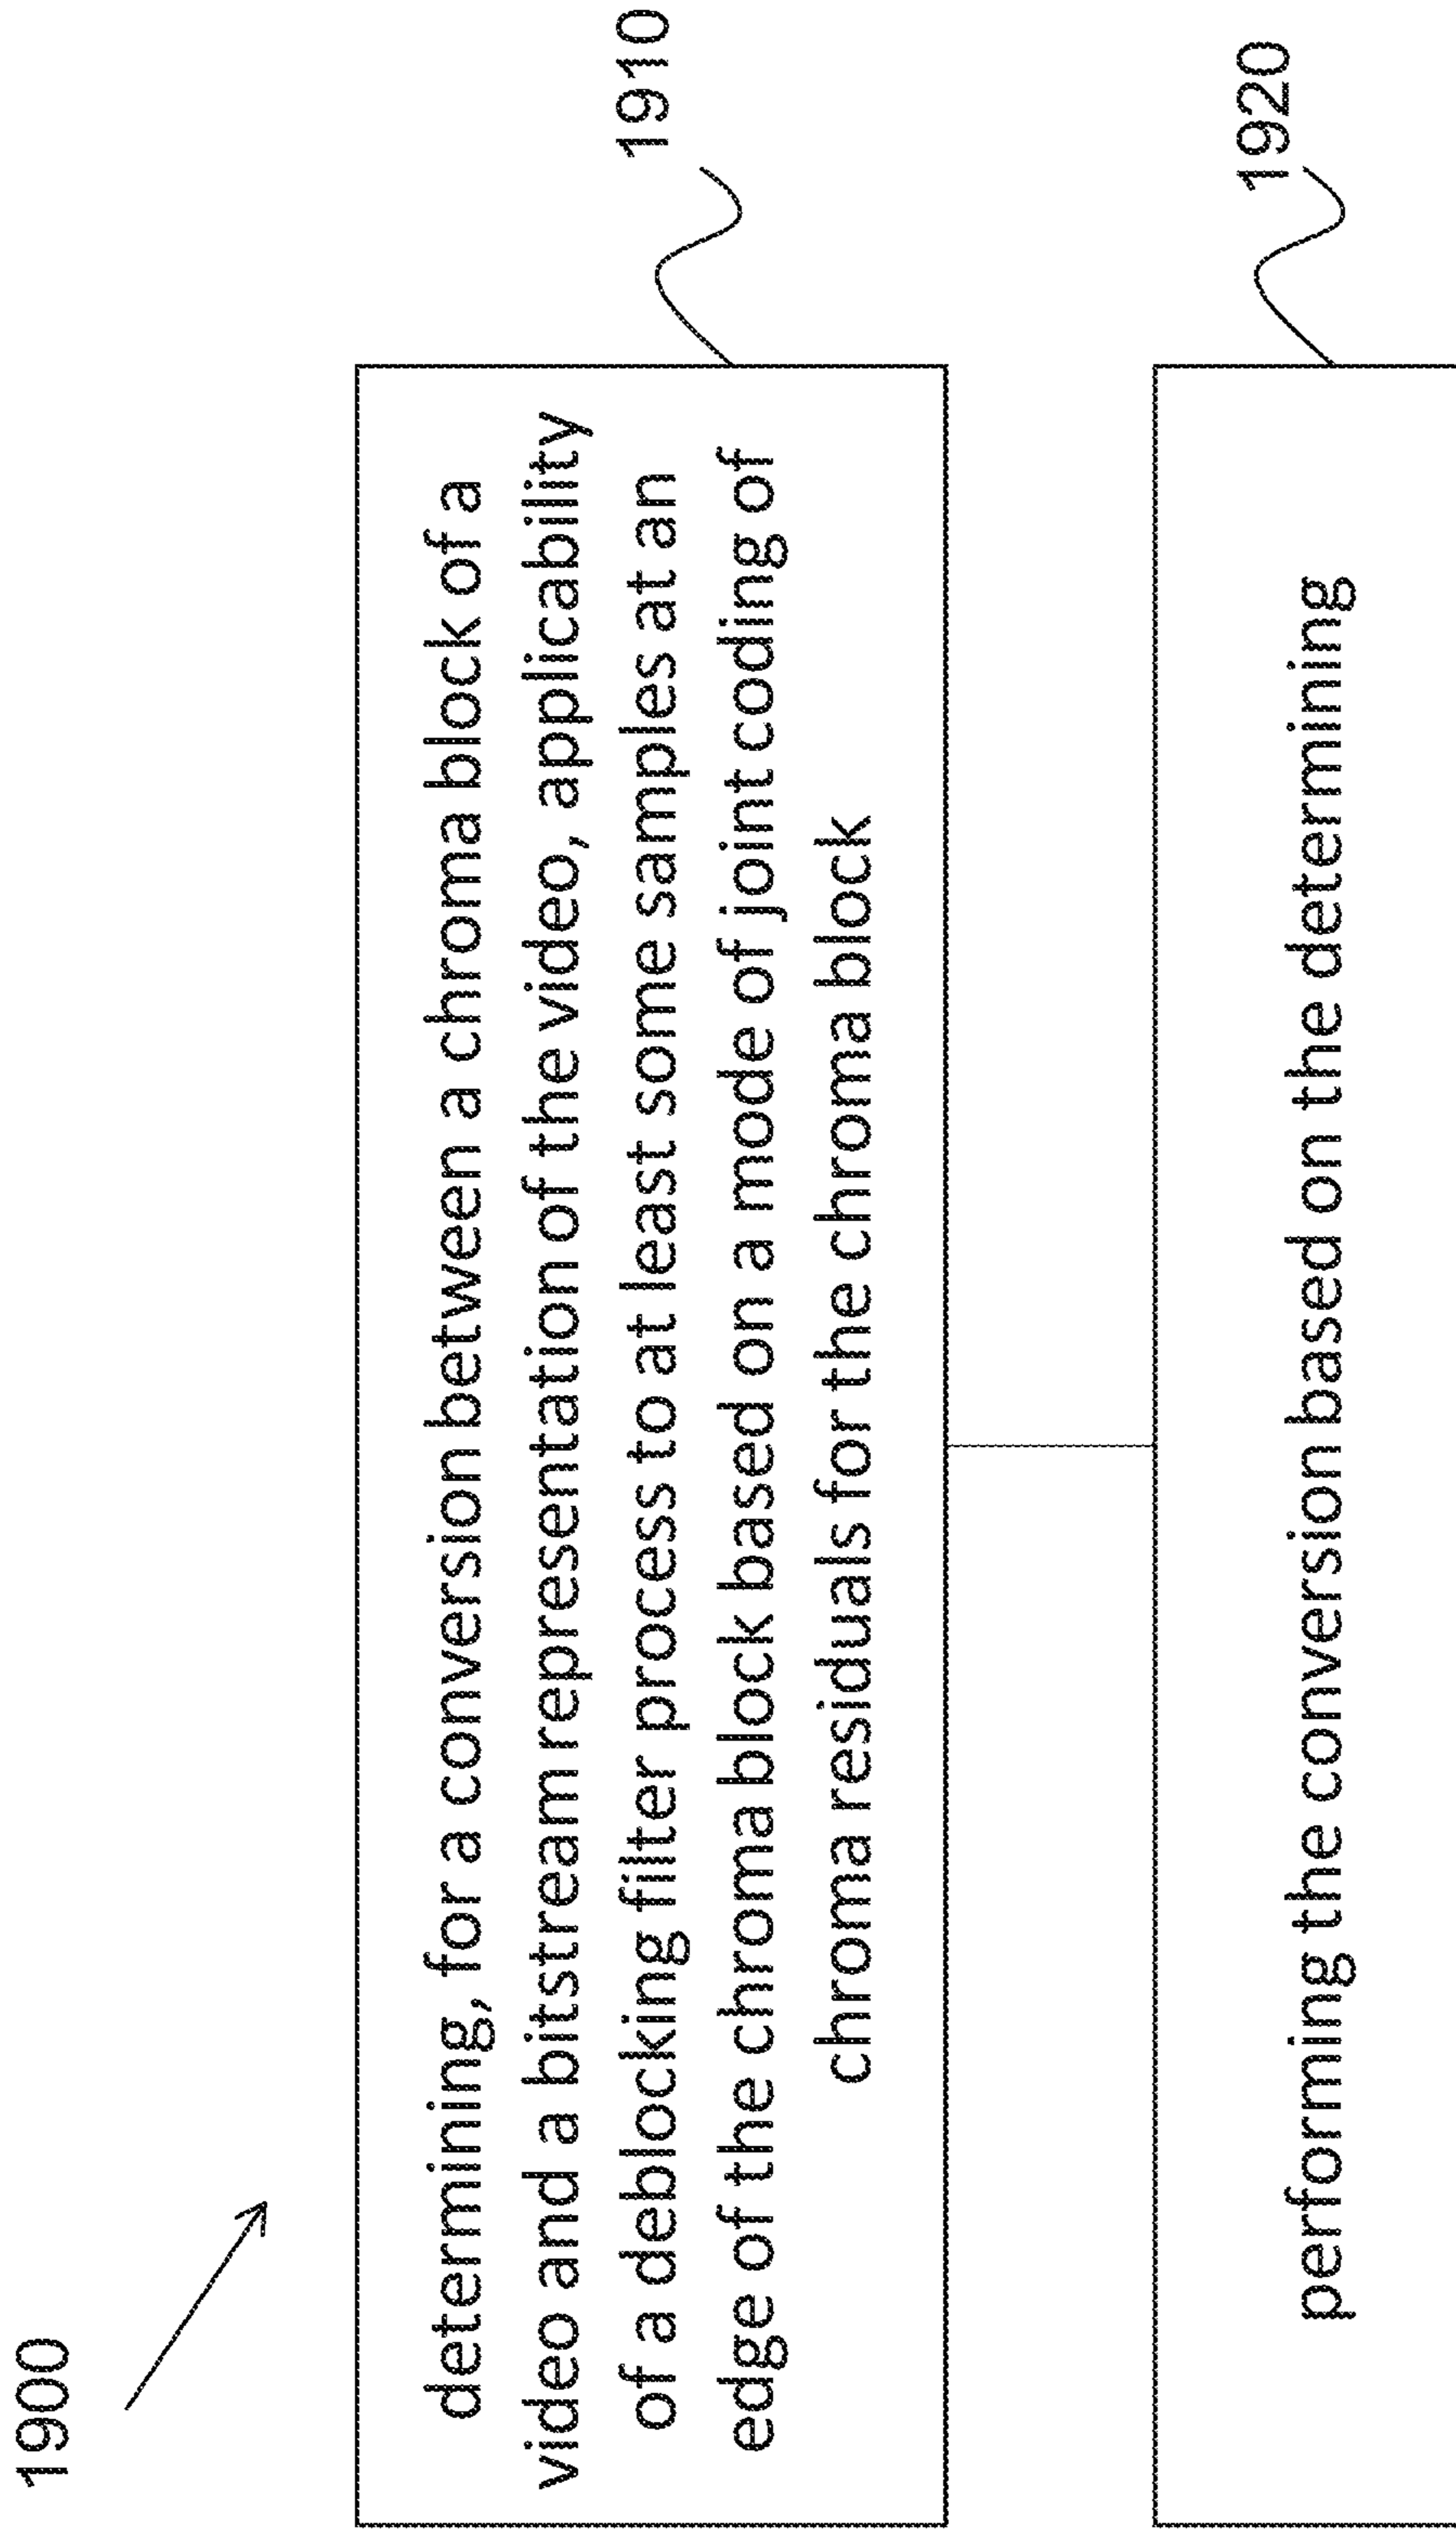 1900
determining, for a conversion between a chroma block of a
video and a bitstream representation of the video, applicability
of a deblocking filter process to at least some samples at an
edge of the chroma block based on a mode of joint coding of
chroma residuals for the chroma block
1910
performing the conversion based on the determining
1920